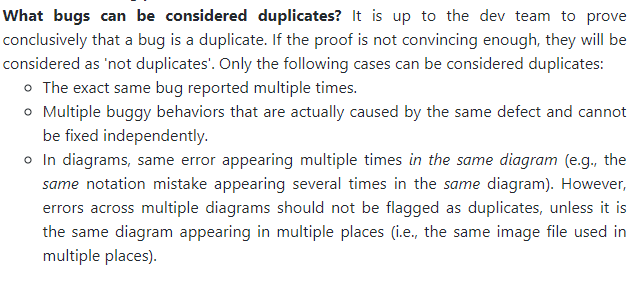 What bugs can be considered duplicates? It is up to the dev team to prove
conclusively that a bug is a duplicate. If the proof is not convincing enough, they will be
considered as 'not duplicates'. Only the following cases can be considered duplicates:
○ The exact same bug reported multiple times.
○ Multiple buggy behaviors that are actually caused by the same defect and cannot
be fixed independently.
○ In diagrams, same error appearing multiple times in the same diagram (e.g., the
same notation mistake appearing several times in the same diagram). However,
errors across multiple diagrams should not be flagged as duplicates, unless it is
the same diagram appearing in multiple places (i.e., the same image file used in
multiple places).